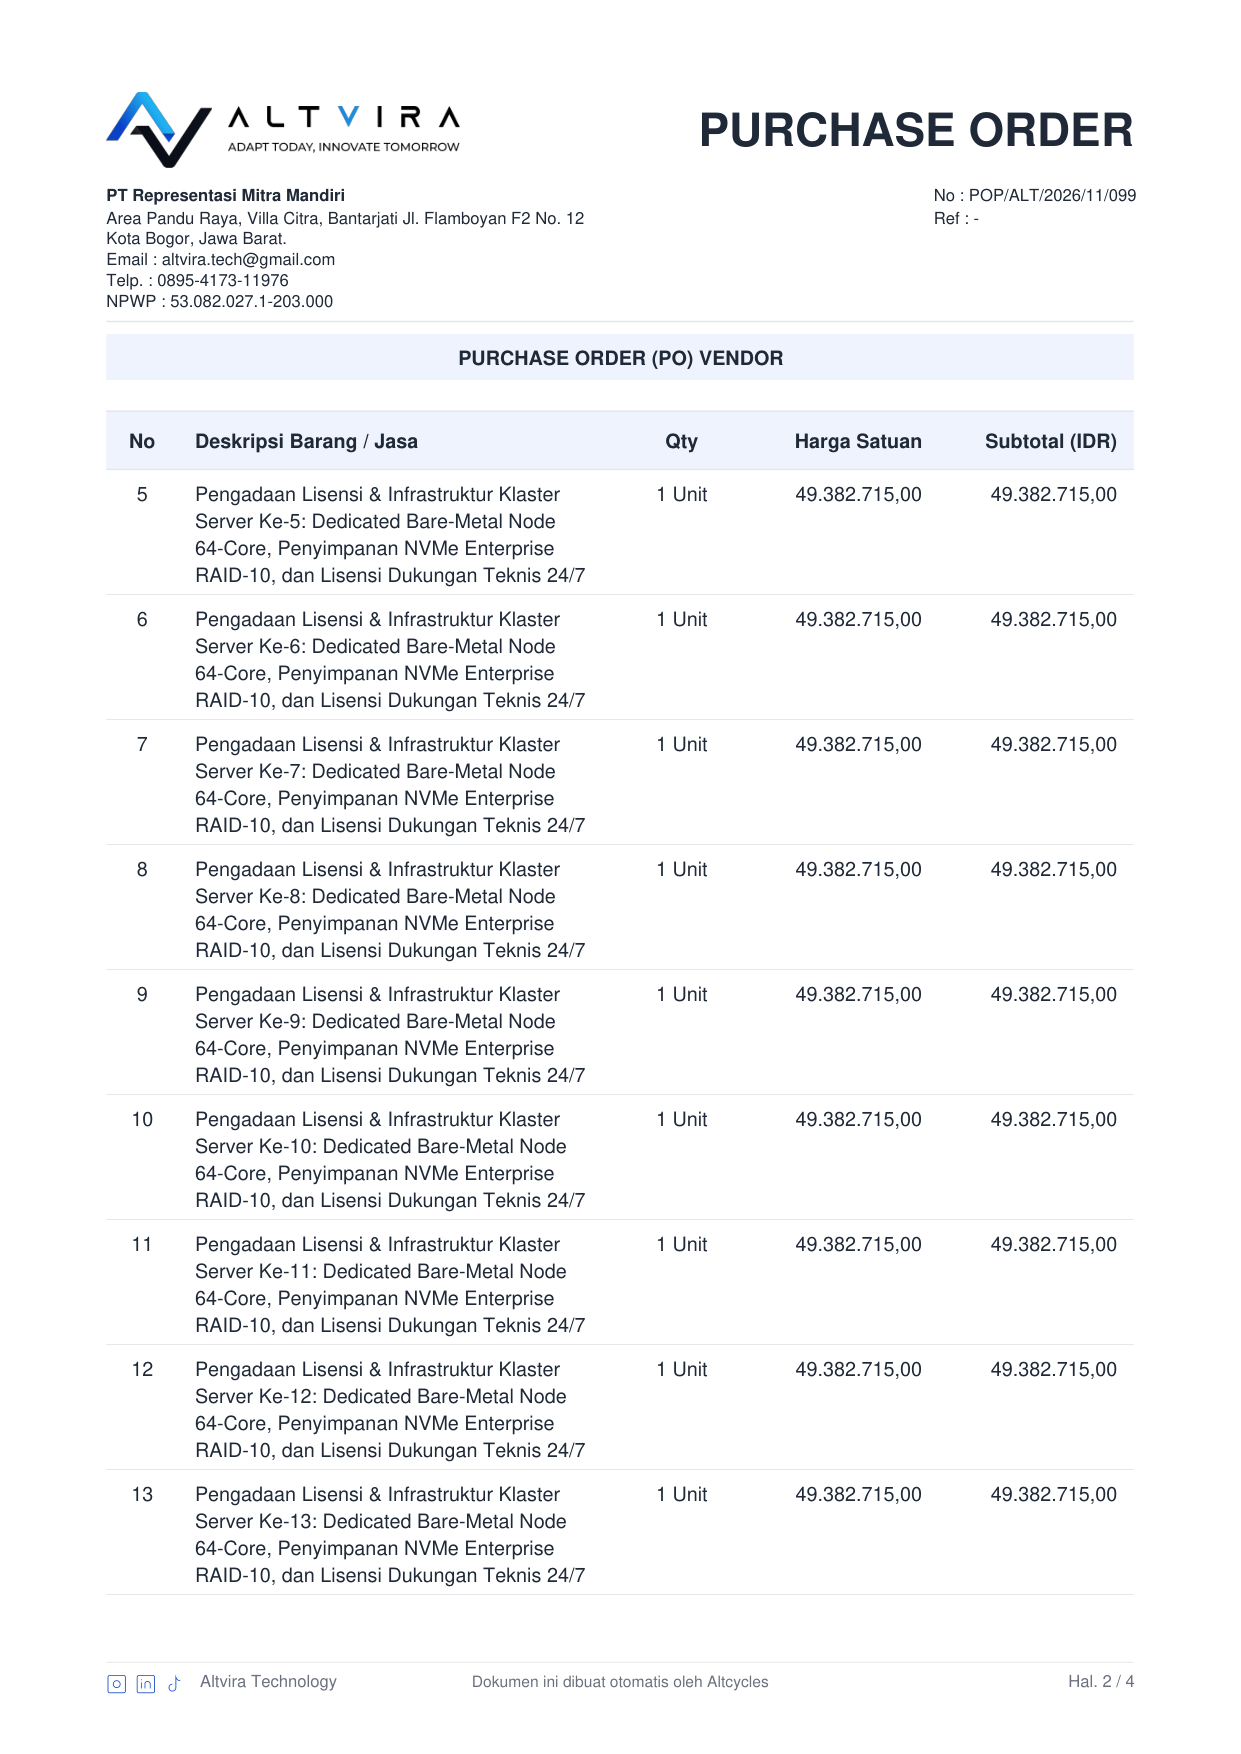 ALTVIRA
ADAPT TODAY, INNOVATE TOMORROW
PURCHASE ORDER
PT Representasi Mitra Mandiri
Area Pandu Raya, Villa Citra, Bantarjati Jl. Flamboyan F2 No. 12
Kota Bogor, Jawa Barat.
Email : altvira.tech@gmail.com
Telp. : 0895-4173-11976
NPWP : 53.082.027.1-203.000
No : POP/ALT/2026/11/099
Ref : -
PURCHASE ORDER (PO) VENDOR
No Deskripsi Barang / Jasa Qty Harga Satuan Subtotal (IDR)
5 Pengadaan Lisensi & Infrastruktur Klaster 1 Unit 49.382.715,00 49.382.715,00
Server Ke-5: Dedicated Bare-Metal Node
64-Core, Penyimpanan NVMe Enterprise
RAID-10, dan Lisensi Dukungan Teknis 24/7
6 Pengadaan Lisensi & Infrastruktur Klaster 1 Unit 49.382.715,00 49.382.715,00
Server Ke-6: Dedicated Bare-Metal Node
64-Core, Penyimpanan NVMe Enterprise
RAID-10, dan Lisensi Dukungan Teknis 24/7
7 Pengadaan Lisensi & Infrastruktur Klaster 1 Unit 49.382.715,00 49.382.715,00
Server Ke-7: Dedicated Bare-Metal Node
64-Core, Penyimpanan NVMe Enterprise
RAID-10, dan Lisensi Dukungan Teknis 24/7
8 Pengadaan Lisensi & Infrastruktur Klaster 1 Unit 49.382.715,00 49.382.715,00
Server Ke-8: Dedicated Bare-Metal Node
64-Core, Penyimpanan NVMe Enterprise
RAID-10, dan Lisensi Dukungan Teknis 24/7
9 Pengadaan Lisensi & Infrastruktur Klaster 1 Unit 49.382.715,00 49.382.715,00
Server Ke-9: Dedicated Bare-Metal Node
64-Core, Penyimpanan NVMe Enterprise
RAID-10, dan Lisensi Dukungan Teknis 24/7
10 Pengadaan Lisensi & Infrastruktur Klaster 1 Unit 49.382.715,00 49.382.715,00
Server Ke-10: Dedicated Bare-Metal Node
64-Core, Penyimpanan NVMe Enterprise
RAID-10, dan Lisensi Dukungan Teknis 24/7
11 Pengadaan Lisensi & Infrastruktur Klaster 1 Unit 49.382.715,00 49.382.715,00
Server Ke-11: Dedicated Bare-Metal Node
64-Core, Penyimpanan NVMe Enterprise
RAID-10, dan Lisensi Dukungan Teknis 24/7
12 Pengadaan Lisensi & Infrastruktur Klaster 1 Unit 49.382.715,00 49.382.715,00
Server Ke-12: Dedicated Bare-Metal Node
64-Core, Penyimpanan NVMe Enterprise
RAID-10, dan Lisensi Dukungan Teknis 24/7
13 Pengadaan Lisensi & Infrastruktur Klaster 1 Unit 49.382.715,00 49.382.715,00
Server Ke-13: Dedicated Bare-Metal Node
64-Core, Penyimpanan NVMe Enterprise
RAID-10, dan Lisensi Dukungan Teknis 24/7
Altvira Technology Dokumen ini dibuat otomatis oleh Altcycles Hal. 2 / 4